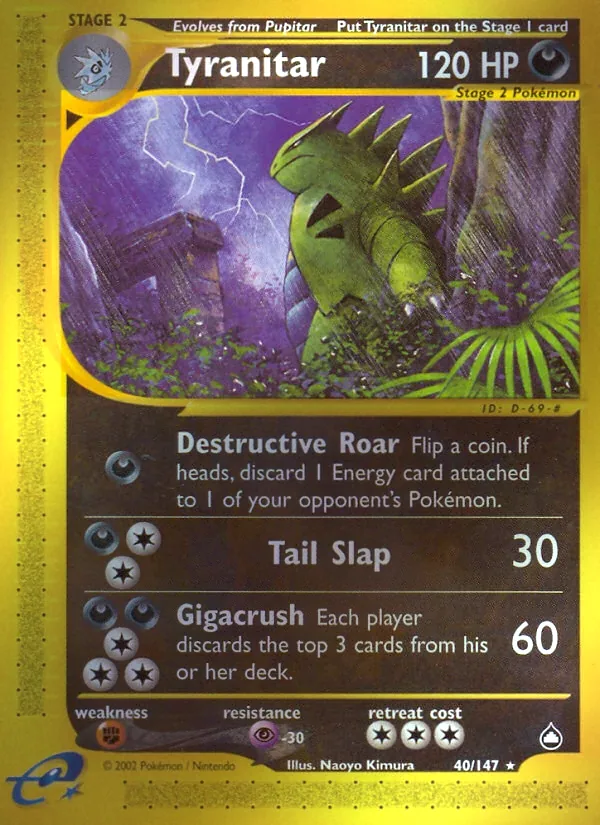 STAGE 2 Evolves from Pupitar Put Tyranitar on the Stage 1 card
Tyranitar 120 HP
Stage 2 Pokémon
ID: D-69-#
Destructive Roar Flip a coin. If
heads, discard 1 Energy card attached
to 1 of your opponent's Pokémon.
Tail Slap 30
Gigacrush Each player
discards the top 3 cards from his
or her deck.
60
weakness resistance retreat cost
-30
© 2002 Pokémon / Nintendo Illus. Naoyo Kimura 40/147 ★
e